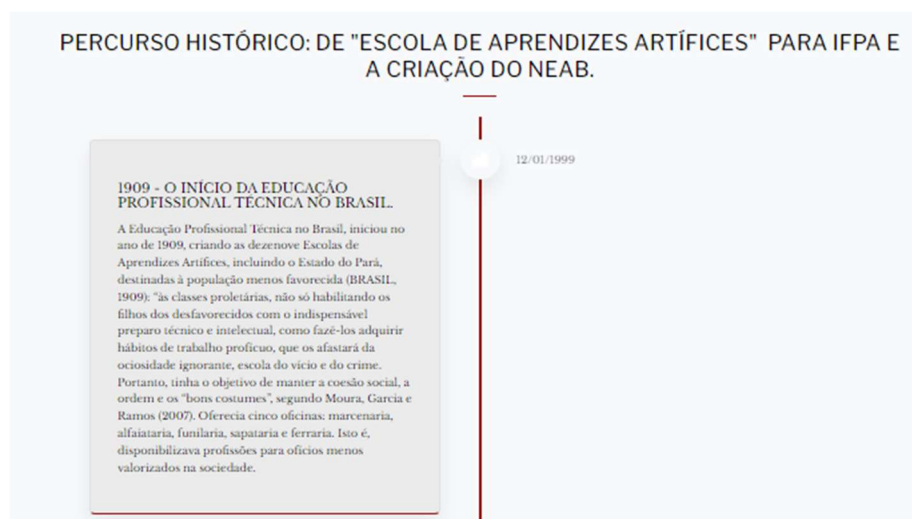 PERCURSO HISTÓRICO: DE "ESCOLA DE APRENDIZES ARTÍFICES" PARA IFPA E
A CRIAÇÃO DO NEAB.
12/01/1999
1909 - O INÍCIO DA EDUCAÇÃO
PROFISSIONAL TÉCNICA NO BRASIL.
A Educação Profissional Técnica no Brasil, iniciou no
ano de 1909, criando as dezenove Escolas de
Aprendizes Artífices, incluindo o Estado do Pará,
destinadas à população menos favorecida (BRASIL,
1909): "às classes proletárias, não só habilitando os
filhos dos desfavorecidos com o indispensável
preparo técnico e intelectual, como fazê-los adquirir
hábitos de trabalho profícuo, que os afastará da
ociosidade ignorante, escola do vício e do crime.
Portanto, tinha o objetivo de manter a coesão social, a
ordem e os "bons costumes", segundo Moura, Garcia e
Ramos (2007). Oferecia cinco oficinas: marcenaria,
alfaiataria, funilaria, sapataria e ferraria. Isto é,
disponibilizava profissões para ofícios menos
valorizados na sociedade.